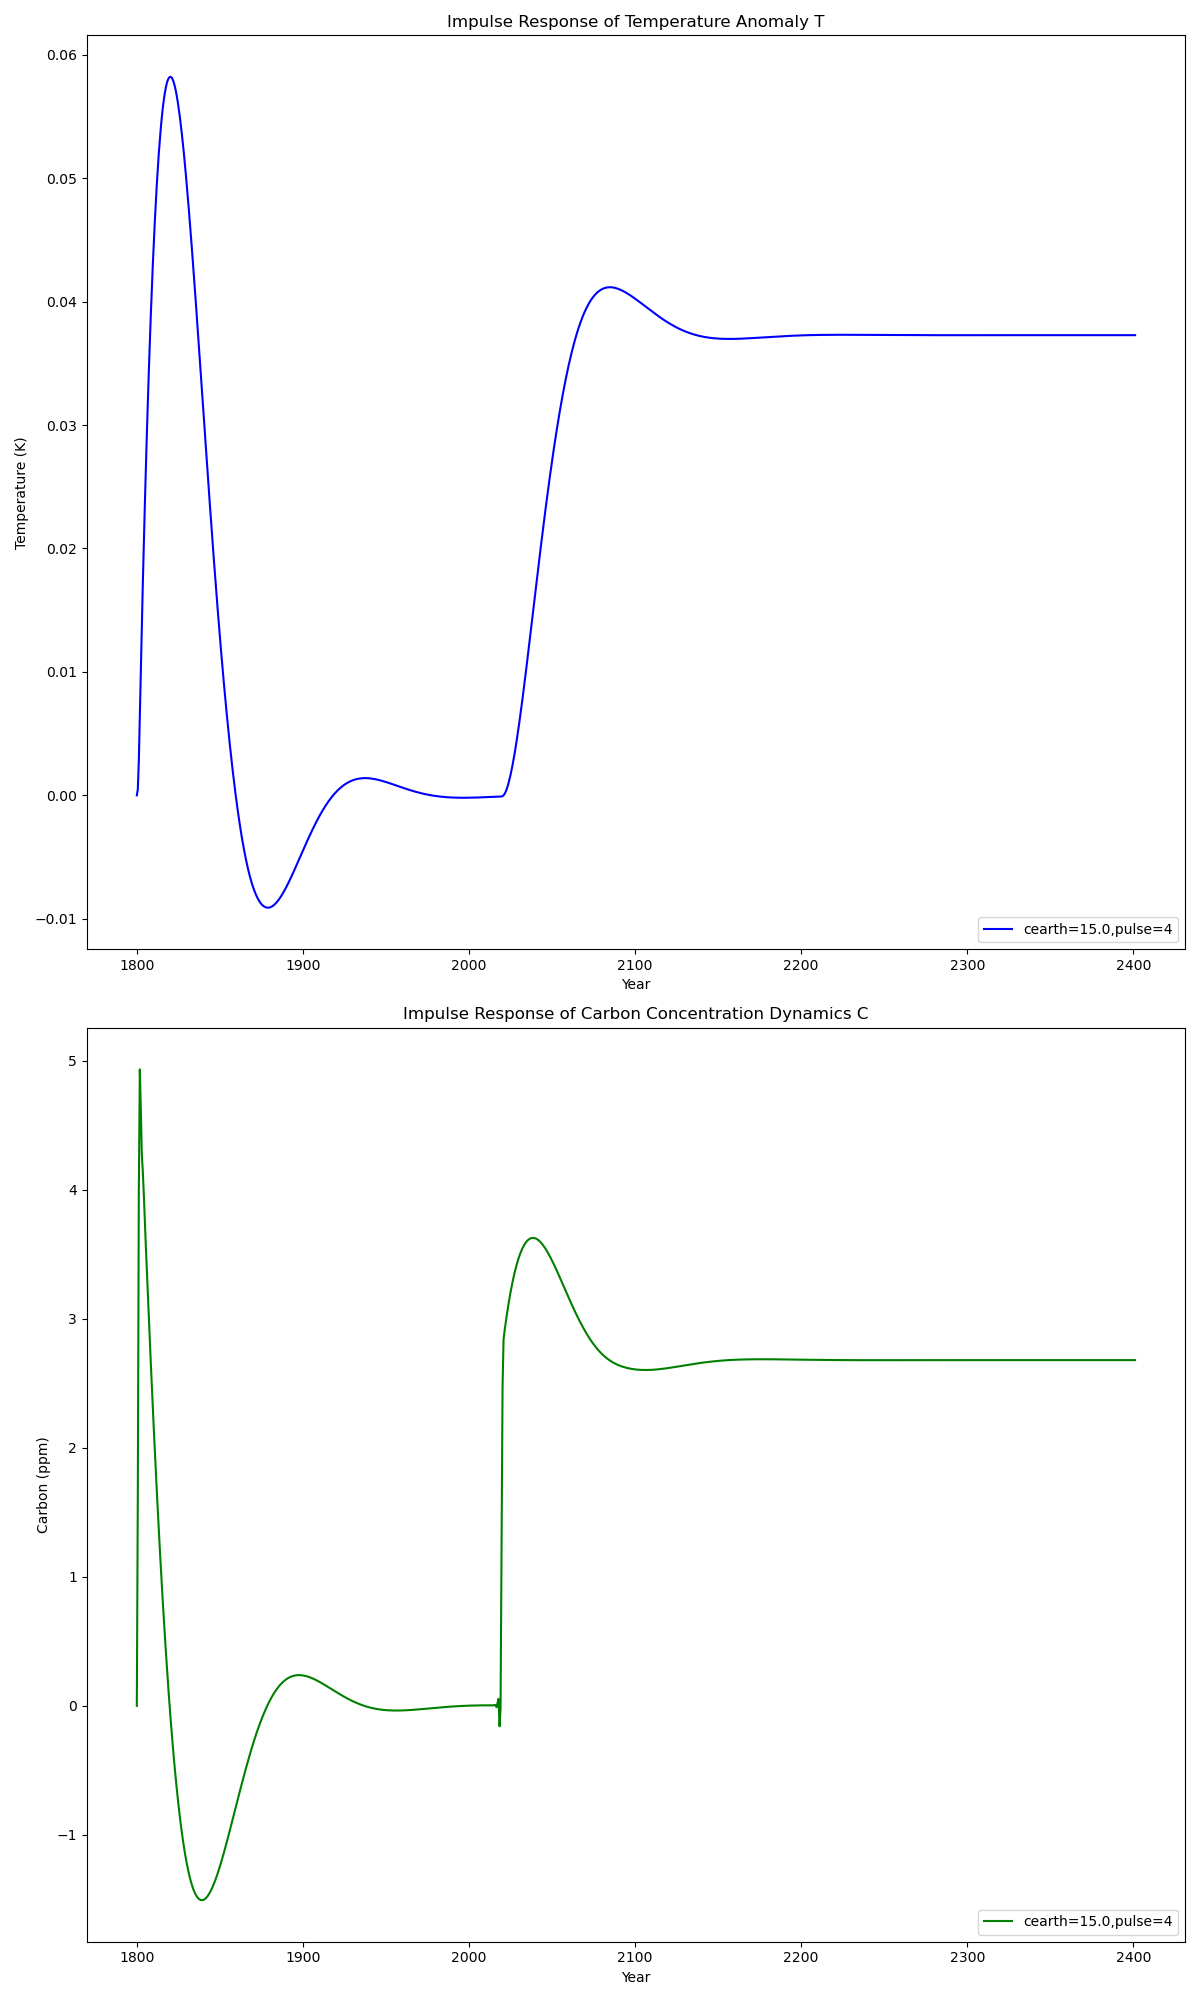 Impulse Response of Temperature Anomaly T
0.06
0.05
0.04
0.03
0.02
0.01
0.00
−0.01
Temperature (K)
cearth=15.0,pulse=4
1800 1900 2000 2100 2200 2300 2400
Year
Impulse Response of Carbon Concentration Dynamics C
5
4
3
2
1
0
−1
Carbon (ppm)
cearth=15.0,pulse=4
1800 1900 2000 2100 2200 2300 2400
Year